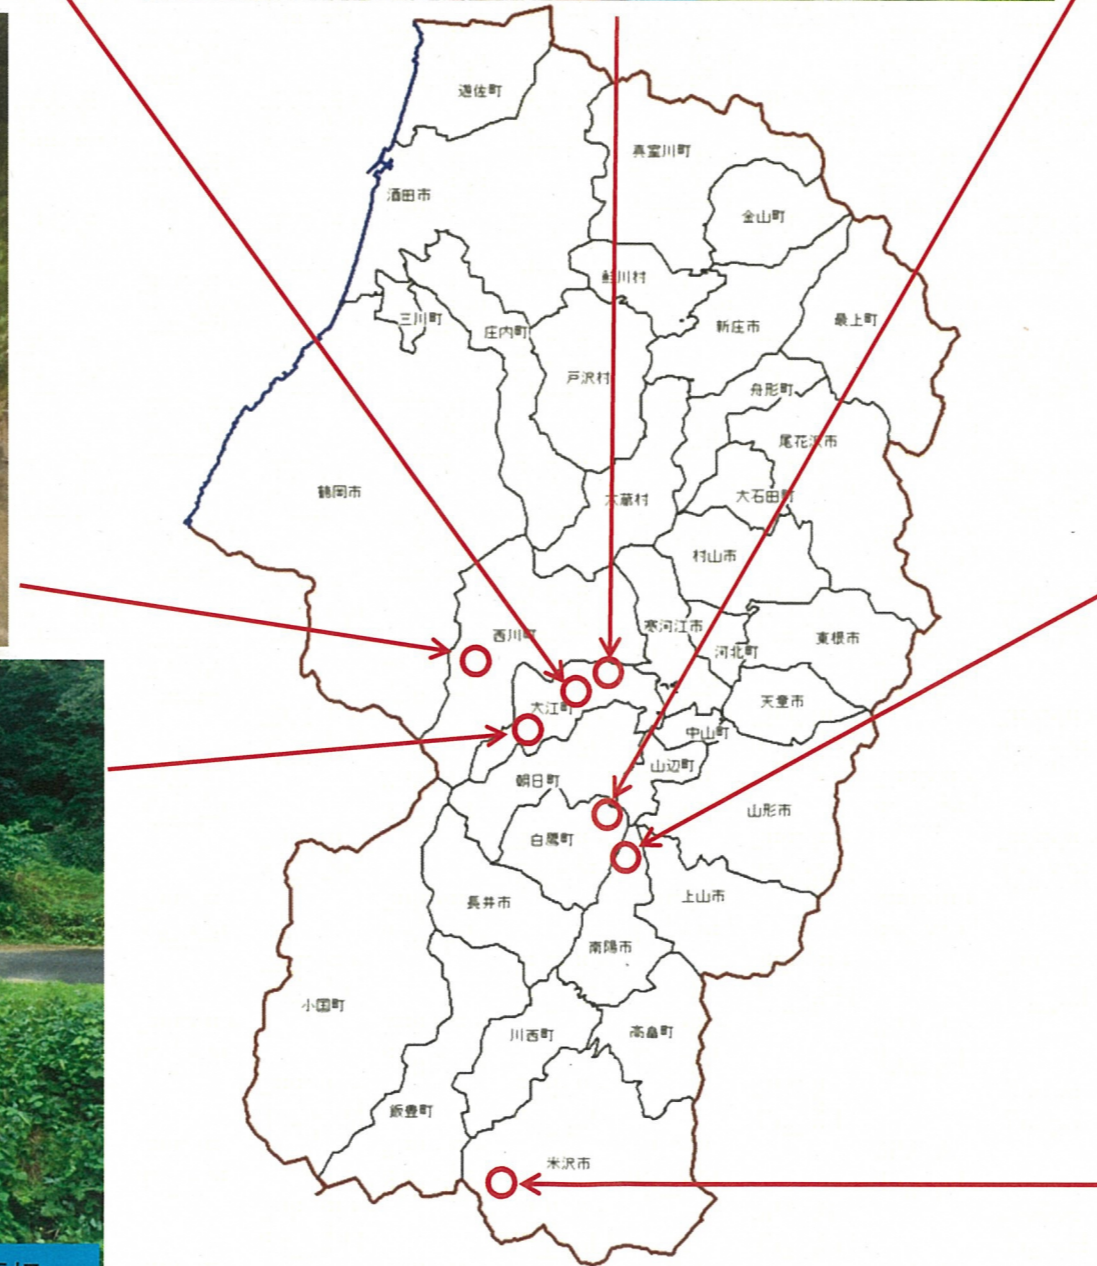 遊佐町
真室川町
酒田市
金山町
鮭川村
三川町
庄内町
新庄市
最上町
戸沢村
舟形町
尾花沢市
鶴岡市
大蔵村
大石田町
村山市
西川町
寒河江市
河北町
東根市
大江町
天童市
中山町
朝日町
山辺町
白鷹町
山形市
長井市
上山市
南陽市
小国町
川西町
高畠町
飯豊町
米沢市